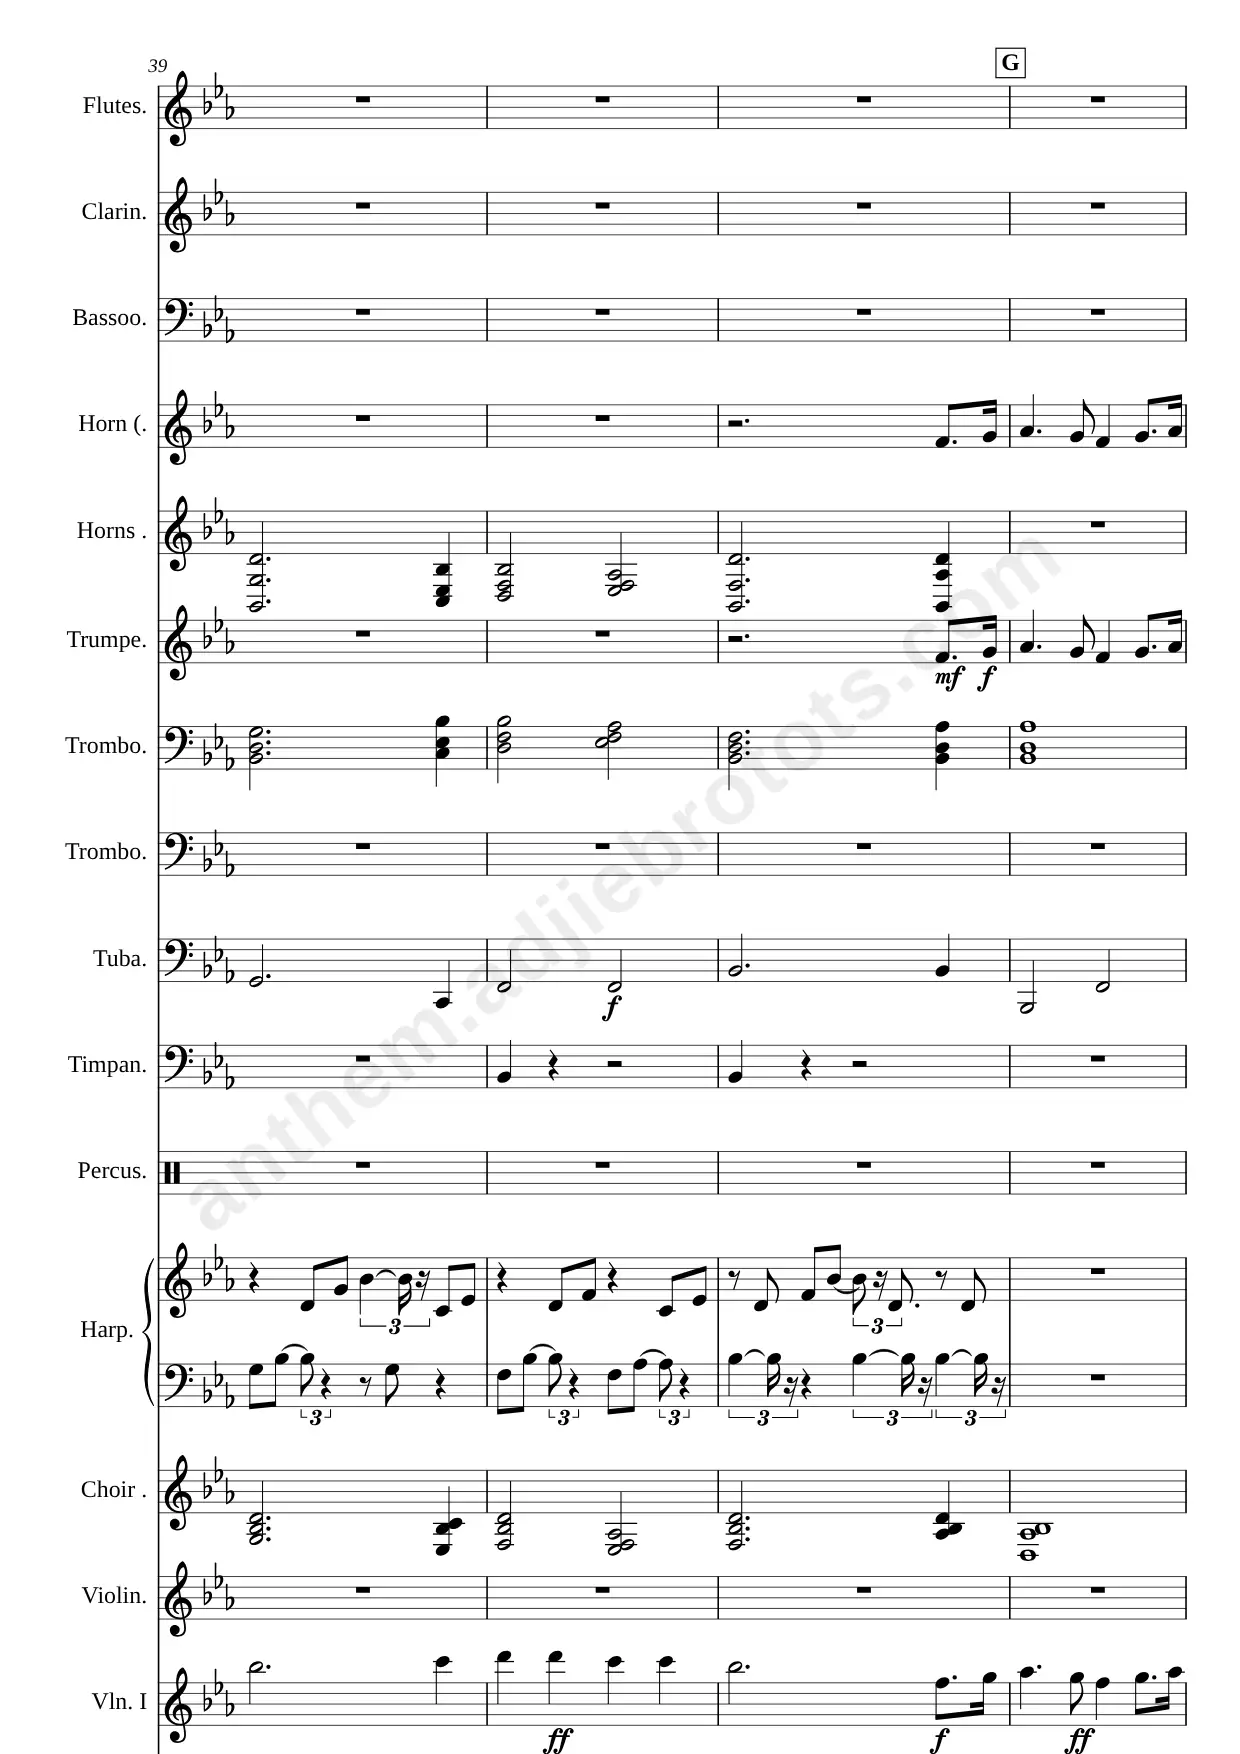 39
G
Flutes.
Clarin.
Bassoo.
Horn (.
Horns .
Trumpe.
mf f
Trombo.
Trombo.
Tuba.
f
Timpan.
Percus.
3 3
Harp.
3 3 3 3 3 3
Choir .
Violin.
Vln. I
ff f ff
anthem.adjiebrotots.com